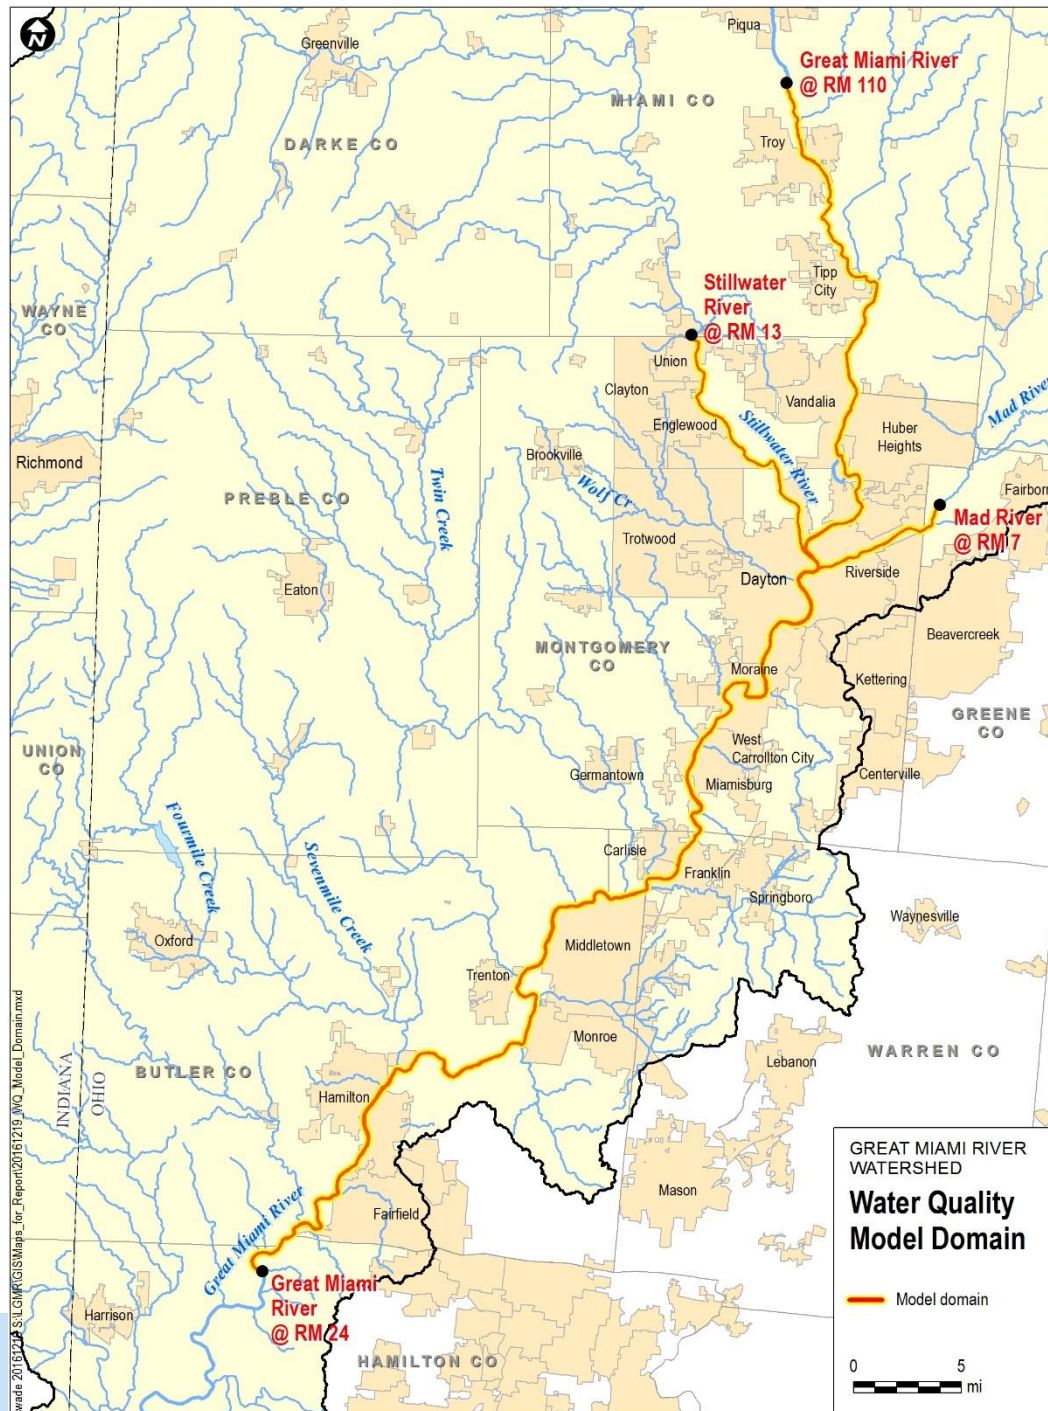 N
Greenville
Piqua
Great Miami River
@ RM 110
MIAMI CO
DARKE CO
Troy
Tipp
City
Stillwater
River
@ RM 13
WAYNE
CO
Union
Clayton
Vandalia
Mad River
Englewood
Huber
Heights
Stillwater River
Richmond
Brookville
Twin Creek
Wolf Cr
Fairborn
PREBLE CO
Mad River
@ RM 7
Trotwood
Dayton
Riverside
Eaton
Beavercreek
MONTGOMERY
CO
Moraine
Kettering
GREENE
CO
UNION
CO
West
Carrollton City
Germantown
Miamisburg
Centerville
Fourmile Creek
Sevenmile Creek
Carlisle
Franklin
Springboro
Waynesville
Oxford
Middletown
Trenton
Monroe
WARREN CO
Lebanon
INDIANA
OHIO
BUTLER CO
Hamilton
Mason
Fairfield
Great Miami River
Great Miami
River
@ RM 24
Harrison
HAMILTON CO
GREAT MIAMI RIVER
WATERSHED
Water Quality
Model Domain
Model domain
0 5
mi